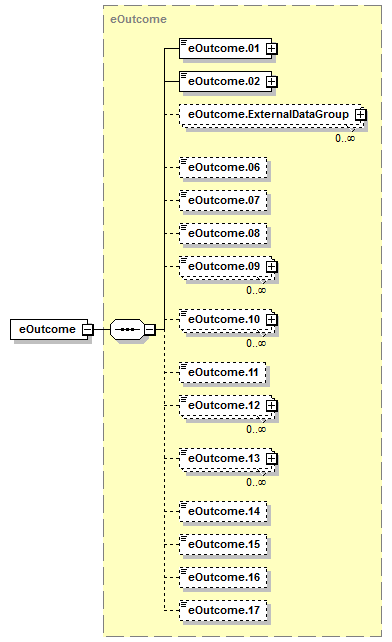 eOutcome
eOutcome.01
eOutcome.02
eOutcome.ExternalDataGroup
0..∞
eOutcome.06
eOutcome.07
eOutcome.08
eOutcome.09
0..∞
eOutcome
eOutcome.10
0..∞
eOutcome.11
eOutcome.12
0..∞
eOutcome.13
0..∞
eOutcome.14
eOutcome.15
eOutcome.16
eOutcome.17